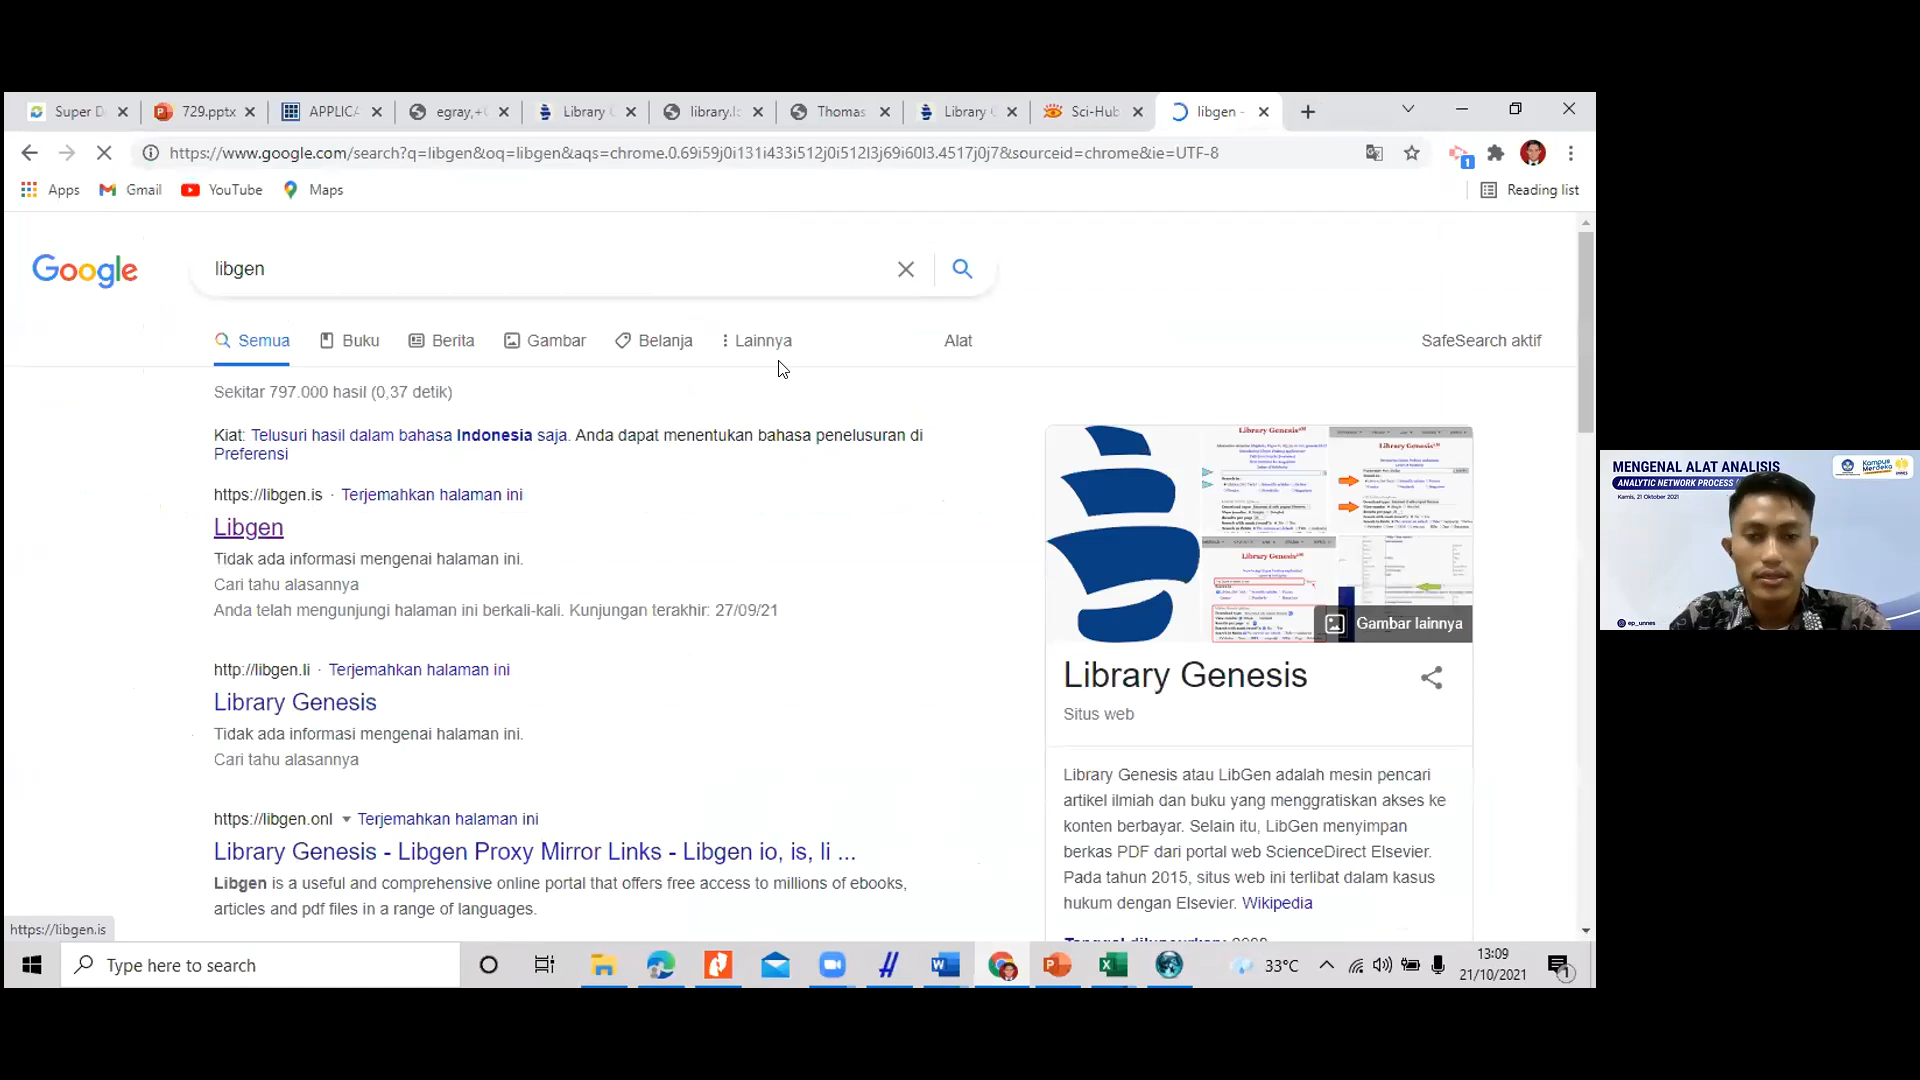 Super D
729.pptx
APPLICA
egray,+
Library
library.ls
Thomas
Library
Sci-Hub
libgen -
https://www.google.com/search?q=libgen&oq=libgen&aqs=chrome.0.69i59j0i131i433i512j0i512l3j69i60l3.4517j0j7&sourceid=chrome&ie=UTF-8
1
Apps
Gmail
YouTube
Maps
Reading list
Google
libgen
Semua
Buku
Berita
Gambar
Belanja
Lainnya
Alat
SafeSearch aktif
Sekitar 797.000 hasil (0,37 detik)
Kiat: Telusuri hasil dalam bahasa Indonesia saja. Anda dapat menentukan bahasa penelusuran di
Preferensi
https://libgen.is · Terjemahkan halaman ini
Libgen
Tidak ada informasi mengenai halaman ini.
Cari tahu alasannya
Anda telah mengunjungi halaman ini berkali-kali. Kunjungan terakhir: 27/09/21
http://libgen.li · Terjemahkan halaman ini
Library Genesis
Tidak ada informasi mengenai halaman ini.
Cari tahu alasannya
https://libgen.onl Terjemahkan halaman ini
Library Genesis - Libgen Proxy Mirror Links - Libgen io, is, li ...
Libgen is a useful and comprehensive online portal that offers free access to millions of ebooks,
articles and pdf files in a range of languages.
https://libgen.is
Gambar lainnya
Library Genesis
Situs web
Library Genesis atau LibGen adalah mesin pencari
artikel ilmiah dan buku yang menggratiskan akses ke
konten berbayar. Selain itu, LibGen menyimpan
berkas PDF dari portal web ScienceDirect Elsevier.
Pada tahun 2015, situs web ini terlibat dalam kasus
hukum dengan Elsevier. Wikipedia
Type here to search
33°C
13:09
21/10/2021
1
MENGENAL ALAT ANALISIS
ANALYTIC NETWORK PROCESS
Kamis, 21 Oktober 2021
Kampus
Merdeka
ep_unnes